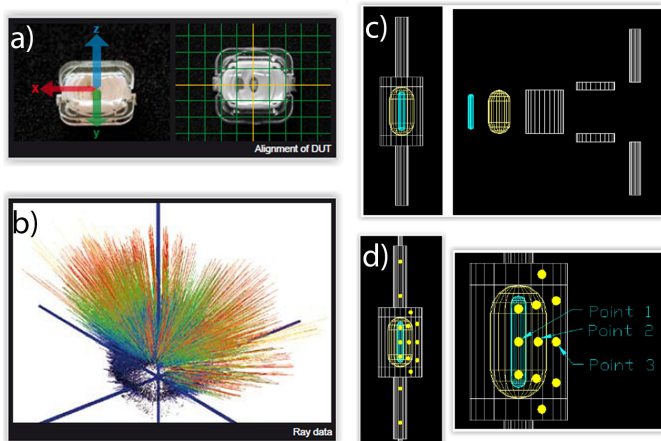 a)
z
x
y
Alignment of DUT
b)
Ray data
c)
d)
Point 1
Point 2
Point 3